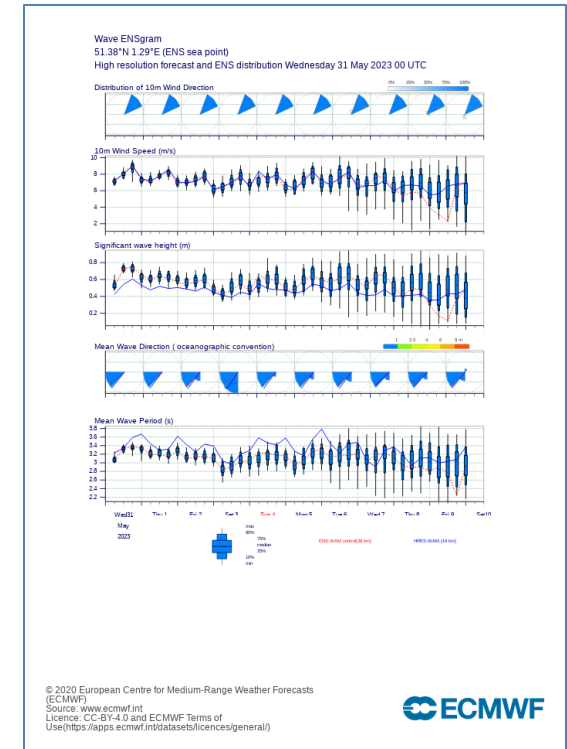 Wave ENSgram
51.38°N 1.29°E (ENS sea point)
High resolution forecast and ENS distribution Wednesday 31 May 2023 00 UTC
0% 25% 50% 75% 100%
Distribution of 10m Wind Direction
10m Wind Speed (m/s)
10
8
6
4
2
Significant wave height (m)
0.8
0.6
0.4
0.2
Mean Wave Direction ( oceanographic convention)
1 2.5 4 6 9 m
Mean Wave Period (s)
3.8
3.6
3.4
3.2
3
2.8
2.6
2.4
2.2
Wed31 Thu 1 Fri 2 Sat 3 Sun 4 Mon 5 Tue 6 Wed 7 Thu 8 Fri 9 Sat10
May
2023
max
90%
75%
median
25%
10%
min
ENS-WAM control(28 km)
HRES-WAM (14 km)
© 2020 European Centre for Medium-Range Weather Forecasts
(ECMWF)
Source: www.ecmwf.int
Licence: CC-BY-4.0 and ECMWF Terms of
Use(https://apps.ecmwf.int/datasets/licences/general/)
ECMWF